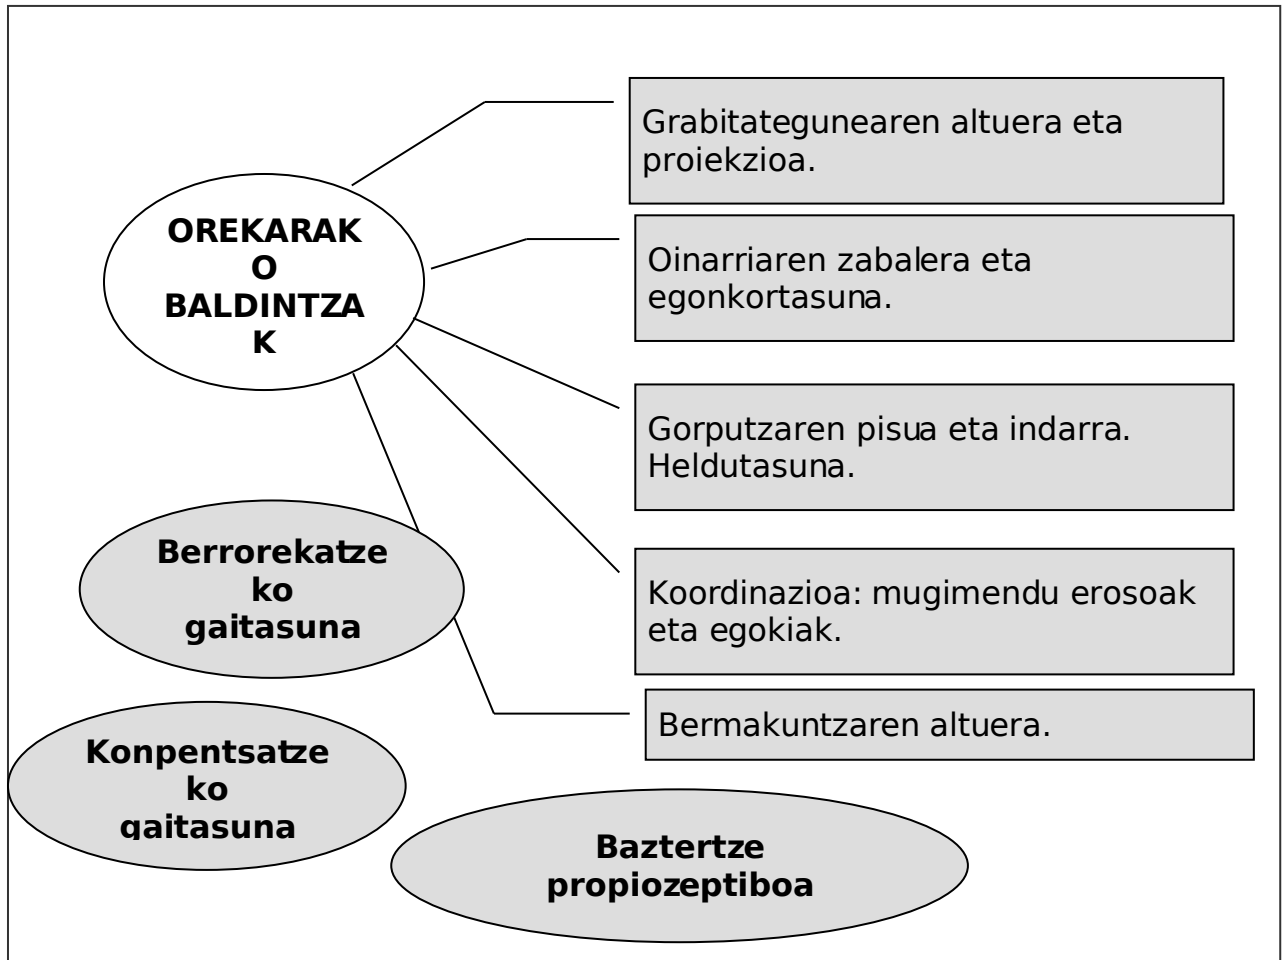 Grabitategunearen altuera eta
proiekzioa.
OREKARAK
O
BALDINTZA
K
Oinarriaren zabalera eta
egonkortasuna.
Gorputzaren pisua eta indarra.
Heldutasuna.
Berrorekatze
ko
gaitasuna
Koordinazioa: mugimendu erosoak
eta egokiak.
Bermakuntzaren altuera.
Konpentsatze
ko
gaitasuna
Baztertze
propiozeptiboa